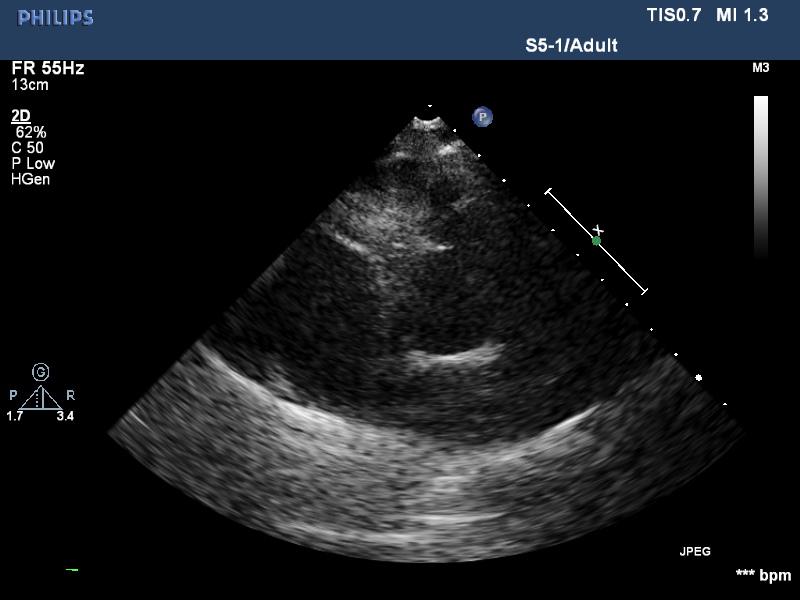 PHILIPS
TIS0.7 MI 1.3
S5-1/Adult
FR 55Hz
13cm
M3
2D
62%
C 50
P Low
HGen
P
G
P R
1.7 3.4
JPEG
*** bpm